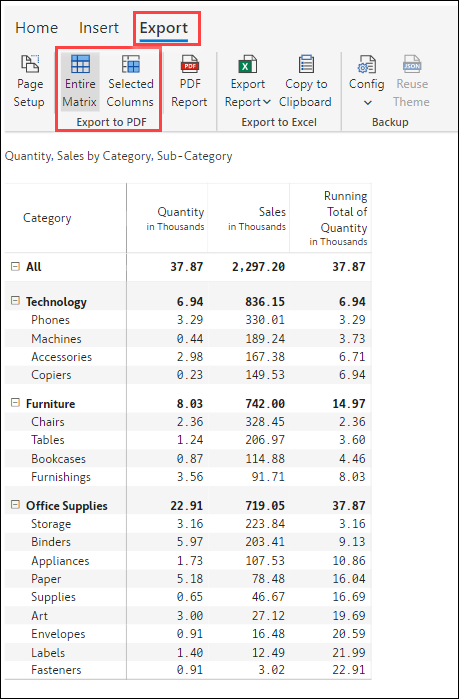 Home Insert Export
Page Setup Entire Matrix Selected Columns PDF Report Export Report Copy to Clipboard Config Reuse Theme
Export to PDF Export to Excel Backup
Quantity, Sales by Category, Sub-Category
Category Quantity in Thousands Sales in Thousands Running Total of Quantity in Thousands
All 37.87 2,297.20 37.87
Technology 6.94 836.15 6.94
Phones 3.29 330.01 3.29
Machines 0.44 189.24 3.73
Accessories 2.98 167.38 6.71
Copiers 0.23 149.53 6.94
Furniture 8.03 742.00 14.97
Chairs 2.36 328.45 2.36
Tables 1.24 206.97 3.60
Bookcases 0.87 114.88 4.46
Furnishings 3.56 91.71 8.03
Office Supplies 22.91 719.05 37.87
Storage 3.16 223.84 3.16
Binders 5.97 203.41 9.13
Appliances 1.73 107.53 10.86
Paper 5.18 78.48 16.04
Supplies 0.65 46.67 16.69
Art 3.00 27.12 19.69
Envelopes 0.91 16.48 20.59
Labels 1.40 12.49 21.99
Fasteners 0.91 3.02 22.91